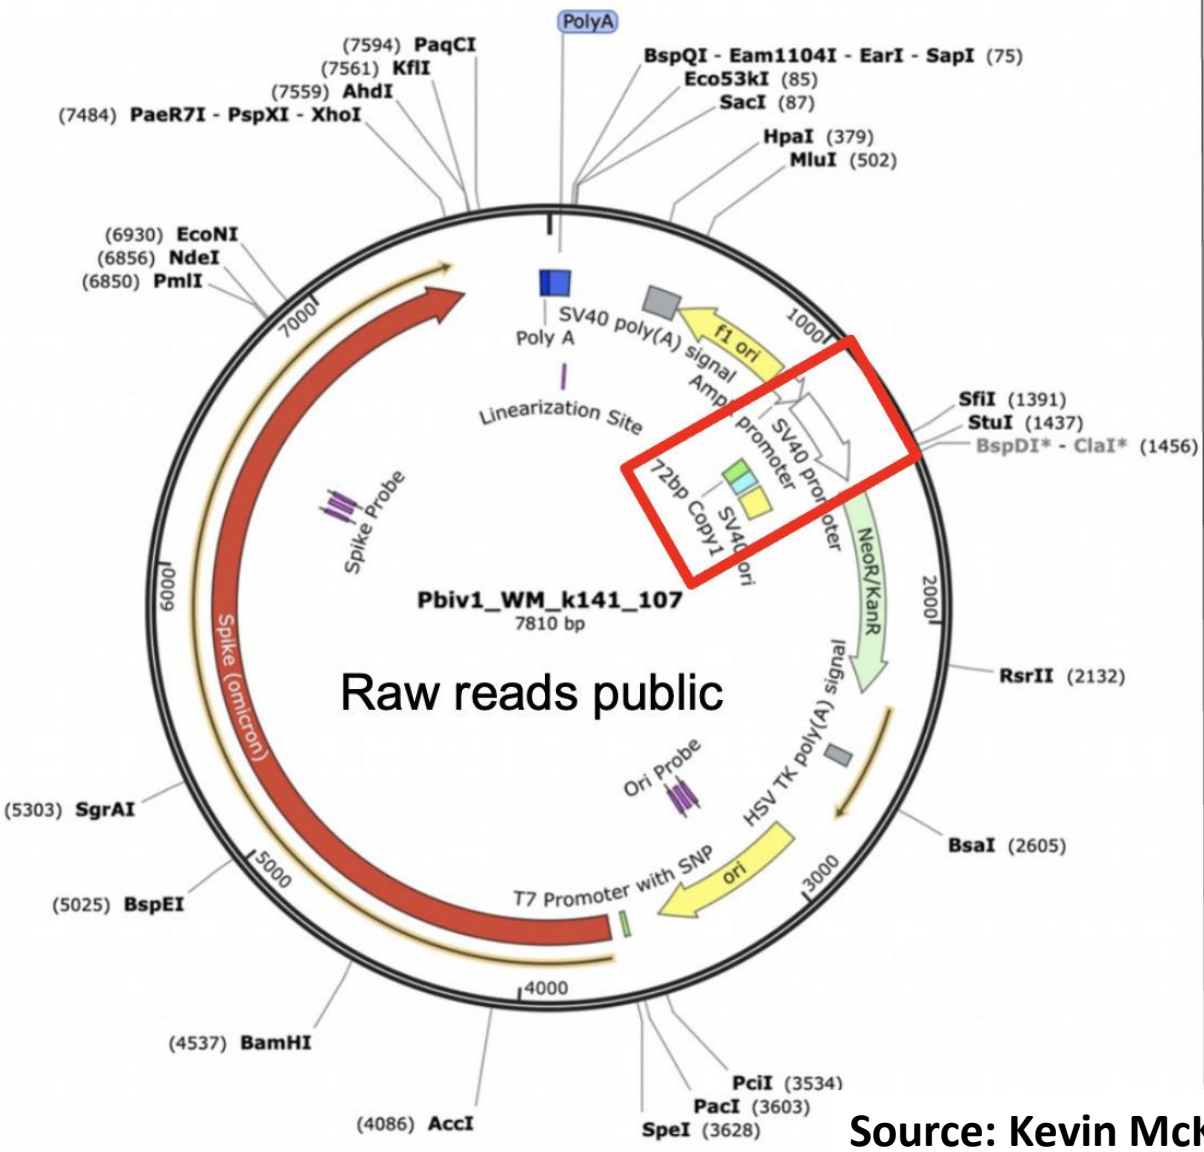 PolyA
(7594) PaqCI
(7561) KflI
(7559) AhdI
(7484) PaeR7I - PspXI - XhoI
BspQI - Eam1104I - EarI - SapI (75)
Eco53kI (85)
SacI (87)
HpaI (379)
MluI (502)
(6930) EcoNI
(6856) NdeI
(6850) PmlI
7000
1000
Poly A
SV40 poly(A) signal
f1 ori
AmpR promoter
SV40 promoter
Linearization Site
SfiI (1391)
StuI (1437)
BspDI* - ClaI* (1456)
72bp Copy1
SV40 ori
Spike Probe
NeoR/KanR
6000
2000
Pbiv1_WM_k141_107
7810 bp
Spike (omicron)
Raw reads public
RsrII (2132)
HSV TK poly(A) signal
Ori Probe
(5303) SgrAI
BsaI (2605)
5000
3000
T7 Promoter with SNP
ori
(5025) BspEI
4000
(4537) BamHI
(4086) AccI
PciI (3534)
PacI (3603)
SpeI (3628)
Source: Kevin